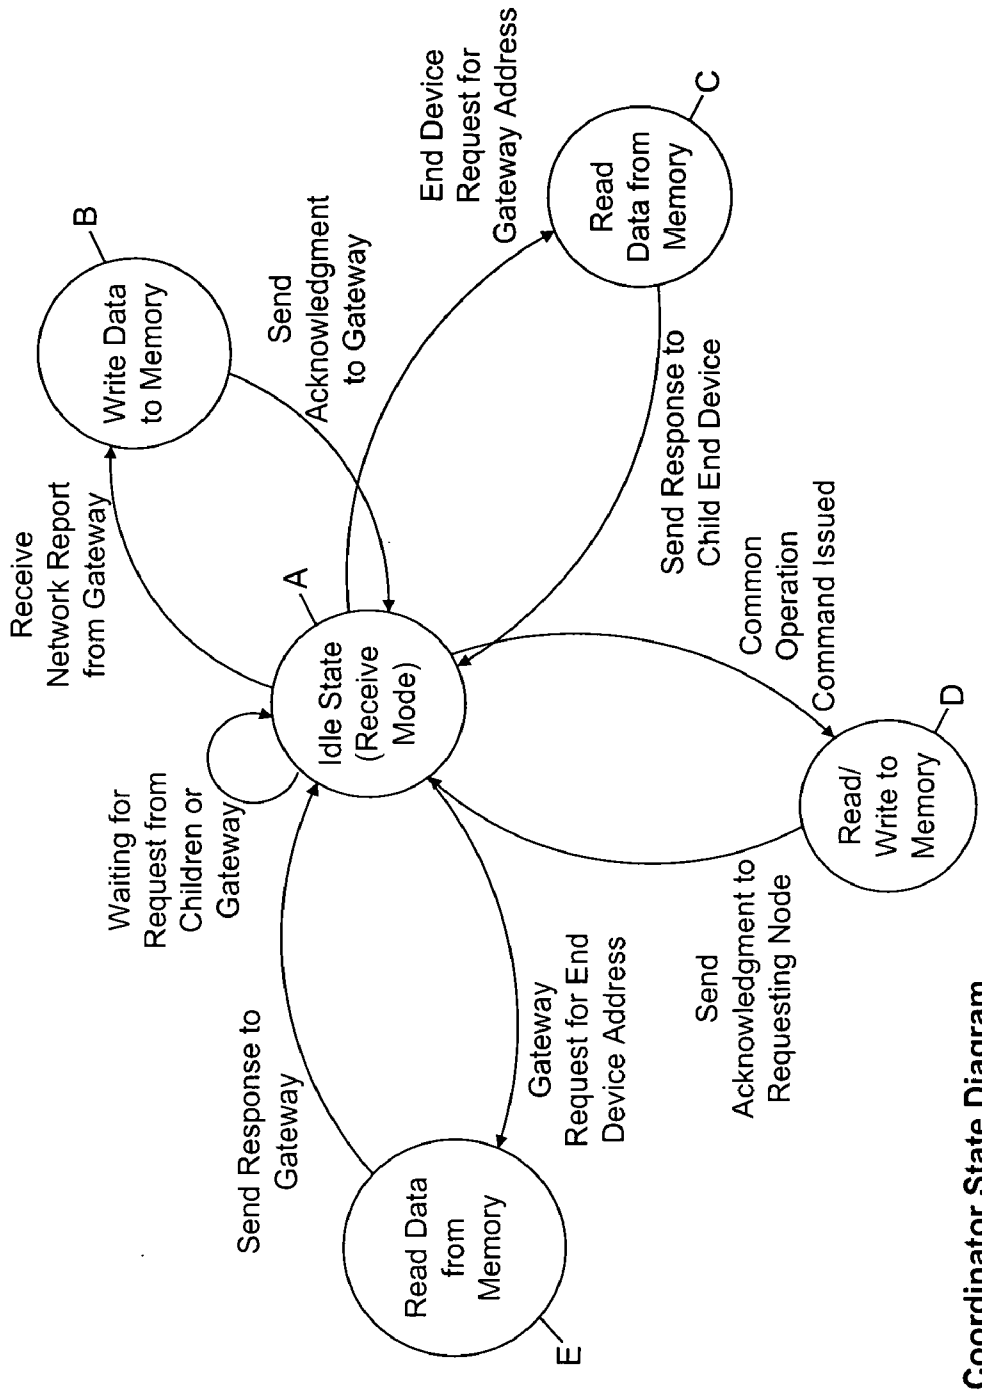 Receive
Network Report
from Gateway
B
Write Data
to Memory
Waiting for
Request from
Children or
Gateway
Send
Acknowledgment
to Gateway
Send Response to
Gateway
A
Idle State
(Receive
Mode)
End Device
Request for
Gateway Address
Read Data
from
Memory
E
Gateway
Request for End
Device Address
Read
Data from
Memory
C
Send Response to
Child End Device
Send
Acknowledgment to
Requesting Node
Common
Operation
Command Issued
Read/
Write to
Memory
D
Coordinator State Diagram